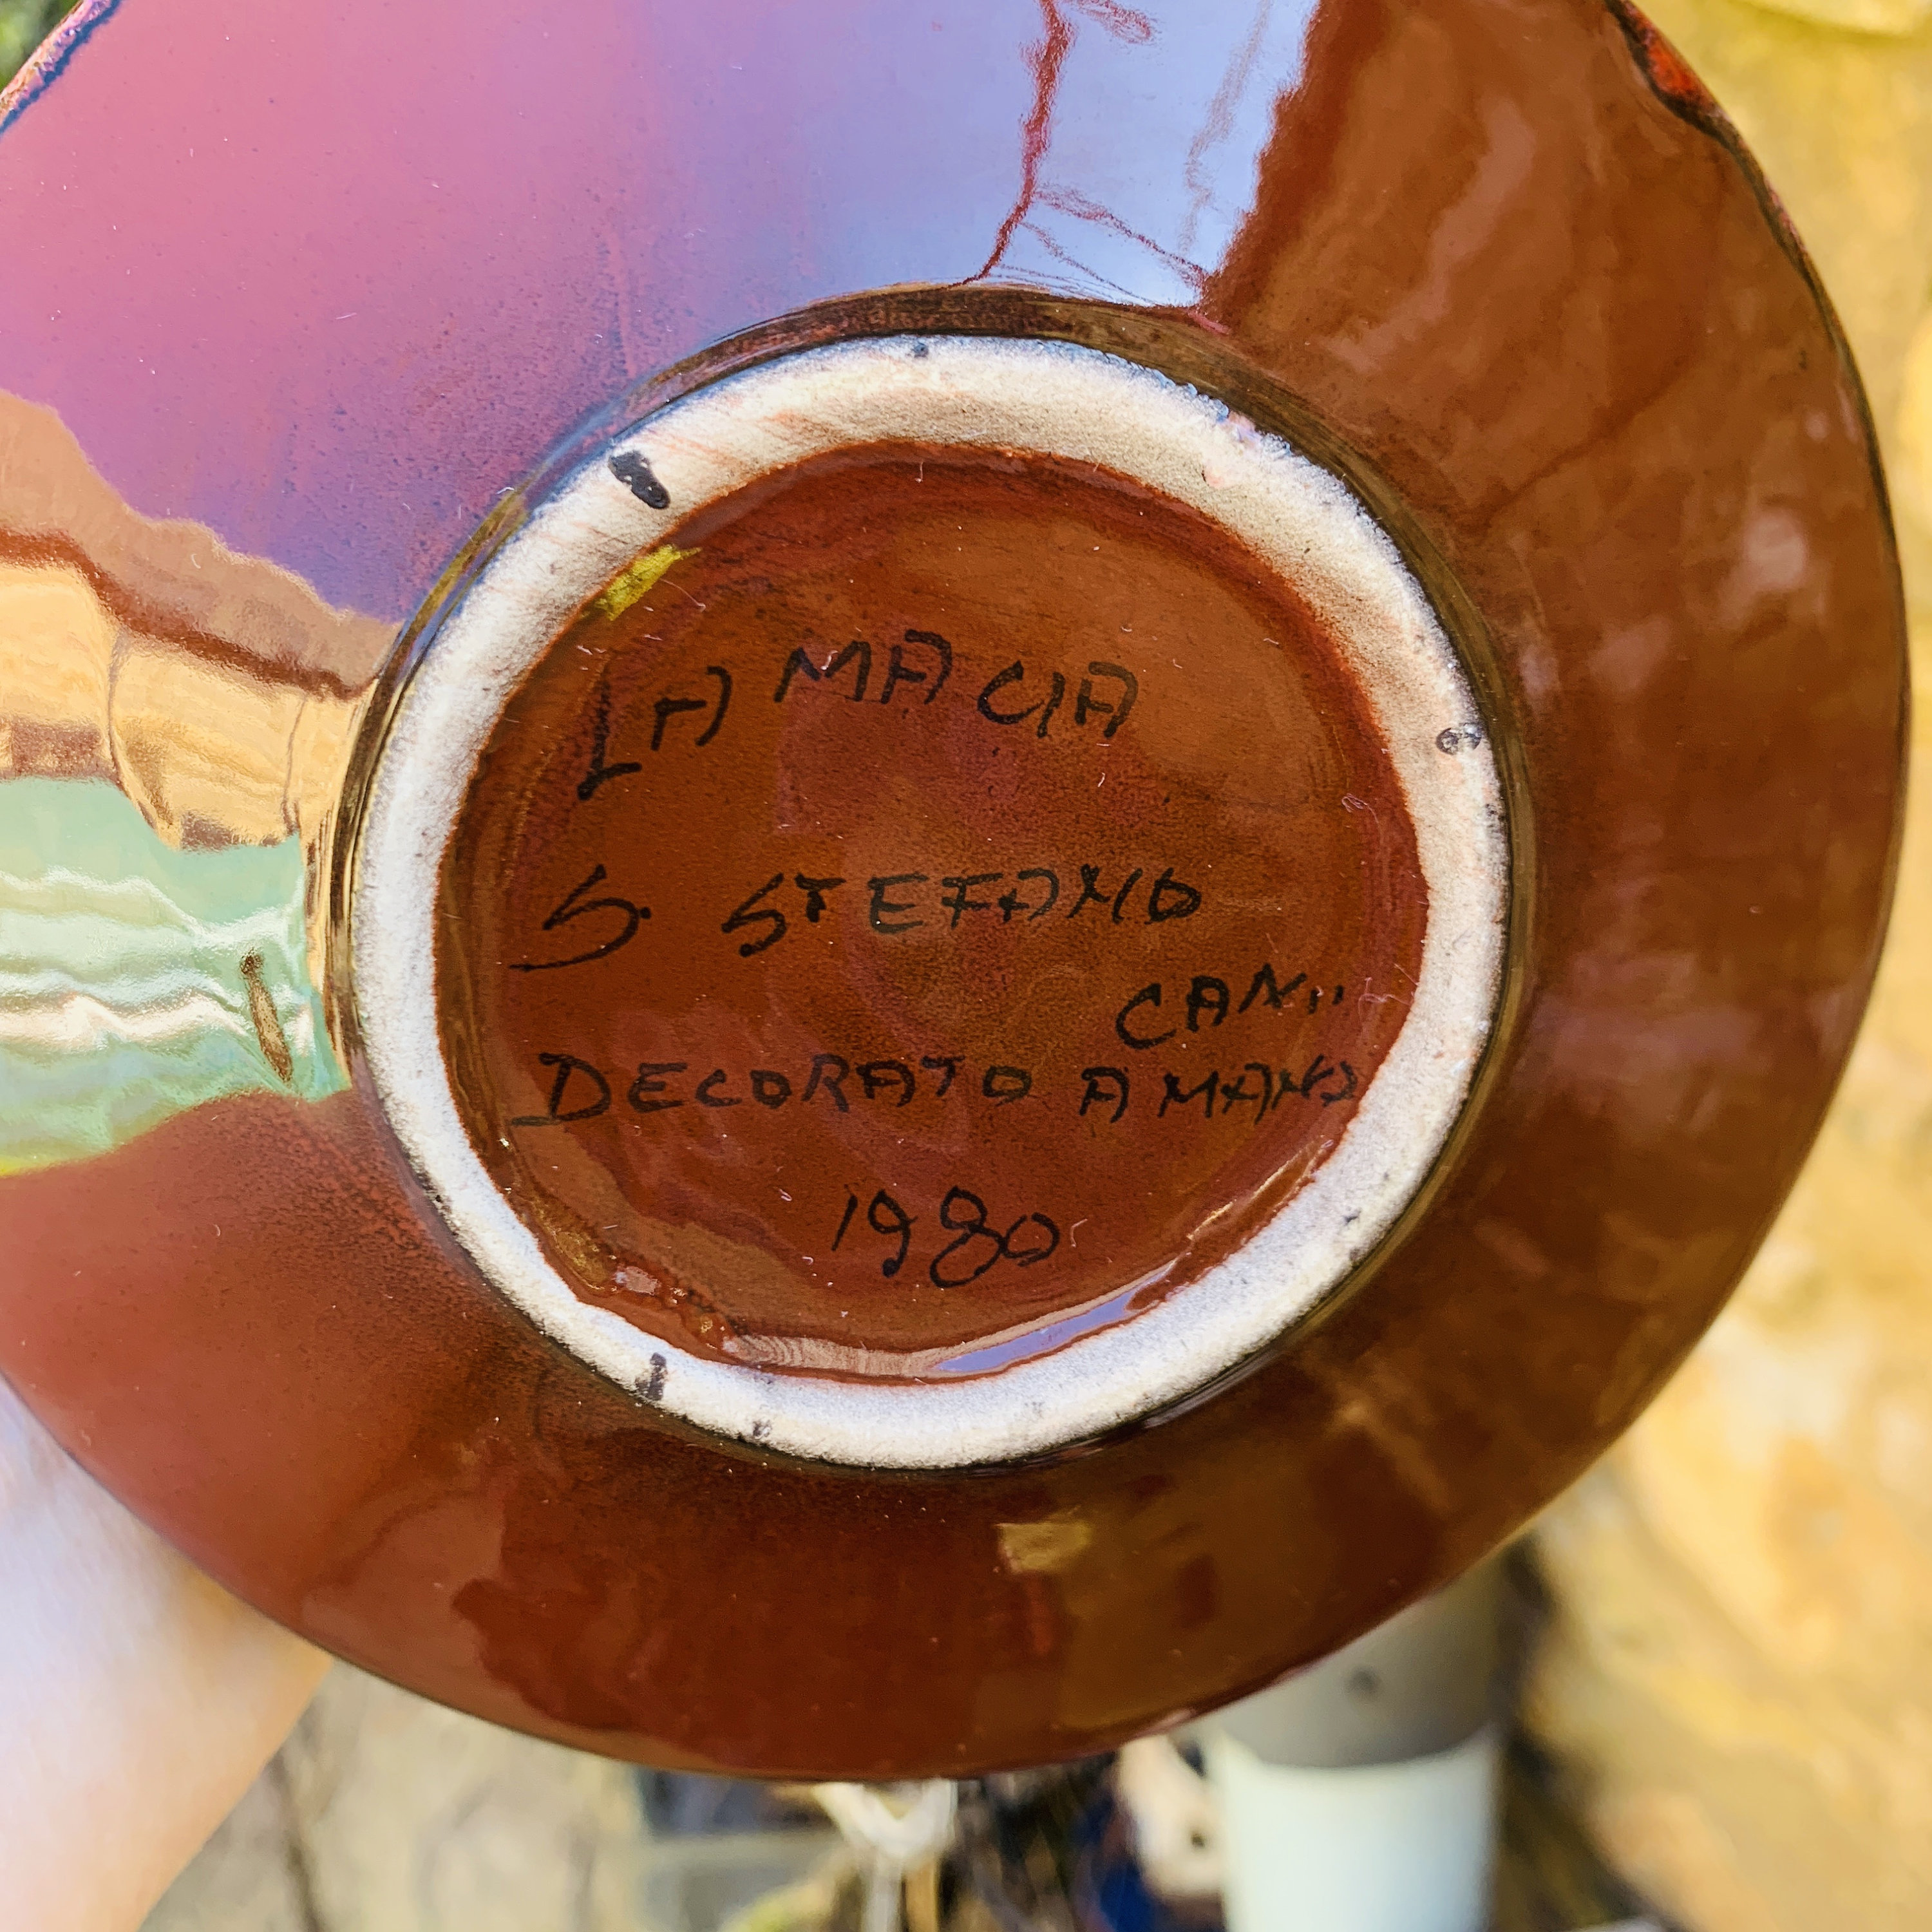 LA MACIA
S. STEFANO
CAM..
DECORATO A MANO
1980